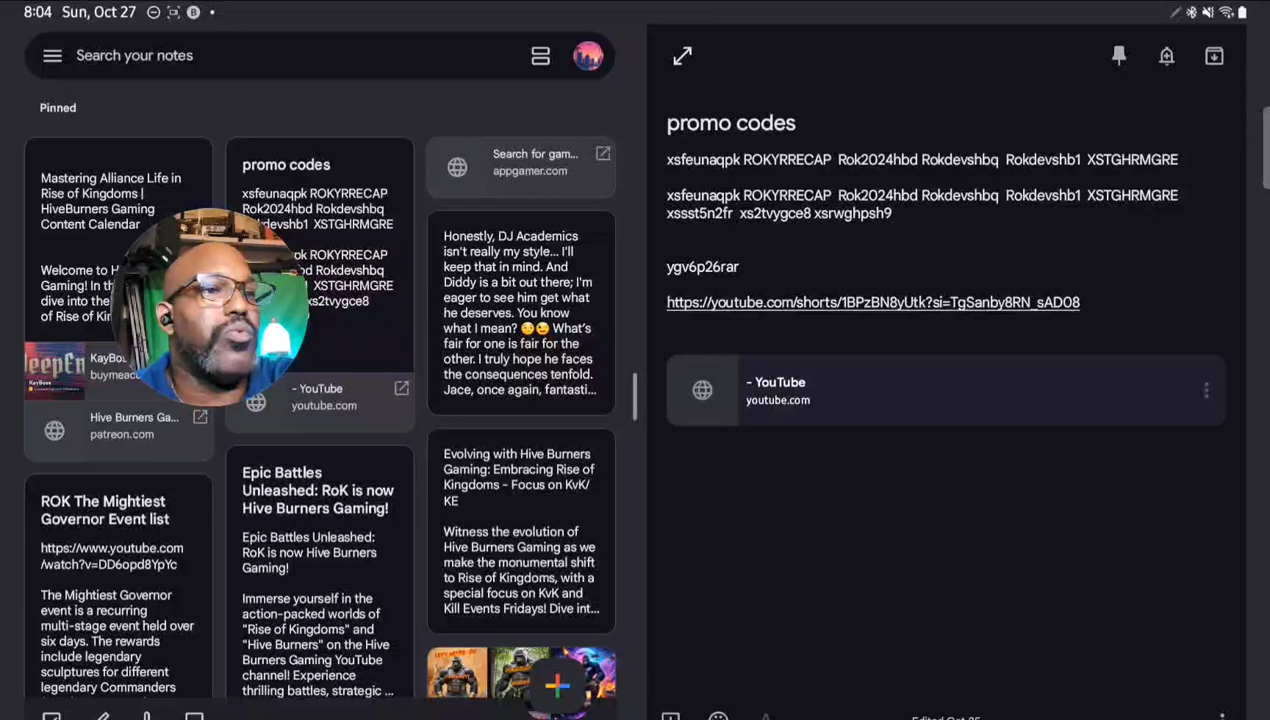 8:04 Sun, Oct 27
Search your notes
Pinned
Mastering Alliance Life in
Rise of Kingdoms |
HiveBurners Gaming
Content Calendar
Welcome to H
Gaming! In th
dive into the
of Rise of Kin
KayBos
buymeac
DeepEn
KayBoss
Hive Burners Ga...
patreon.com
ROK The Mightiest
Governor Event list
https://www.youtube.com
/watch?v=DD6opd8YpYc
The Mightiest Governor
event is a recurring
multi-stage event held over
six days. The rewards
include legendary
sculptures for different
legendary Commanders
promo codes
xsfeunaqpk ROKYRRECAP
Rok2024hbd Rokdevshbq
Rokdevshb1 XSTGHRMGRE
pk ROKYRRECAP
bd Rokdevshbq
1 XSTGHRMGRE
xs2tvygce8
- YouTube
youtube.com
Epic Battles
Unleashed: RoK is now
Hive Burners Gaming!
Epic Battles Unleashed:
RoK is now Hive Burners
Gaming!
Immerse yourself in the
action-packed worlds of
"Rise of Kingdoms" and
"Hive Burners" on the Hive
Burners Gaming YouTube
channel! Experience
thrilling battles, strategic ...
Search for gam...
appgamer.com
Honestly, DJ Academics
isn't really my style... I'll
keep that in mind. And
Diddy is a bit out there; I'm
eager to see him get what
he deserves. You know
what I mean? 😏😉 What's
fair for one is fair for the
other. I truly hope he faces
the consequences tenfold.
Jace, once again, fantasti...
Evolving with Hive Burners
Gaming: Embracing Rise of
Kingdoms - Focus on KvK/
KE
Witness the evolution of
Hive Burners Gaming as we
make the monumental shift
to Rise of Kingdoms, with a
special focus on KvK and
Kill Events Fridays! Dive int...
promo codes
xsfeunaqpk ROKYRRECAP Rok2024hbd Rokdevshbq Rokdevshb1 XSTGHRMGRE
xsfeunaqpk ROKYRRECAP Rok2024hbd Rokdevshbq Rokdevshb1 XSTGHRMGRE
xssst5n2fr xs2tvygce8 xsrwghpsh9
ygv6p26rar
https://youtube.com/shorts/1BPzBN8yUtk?si=TgSanby8RN_sADO8
- YouTube
youtube.com
Edited Oct 25